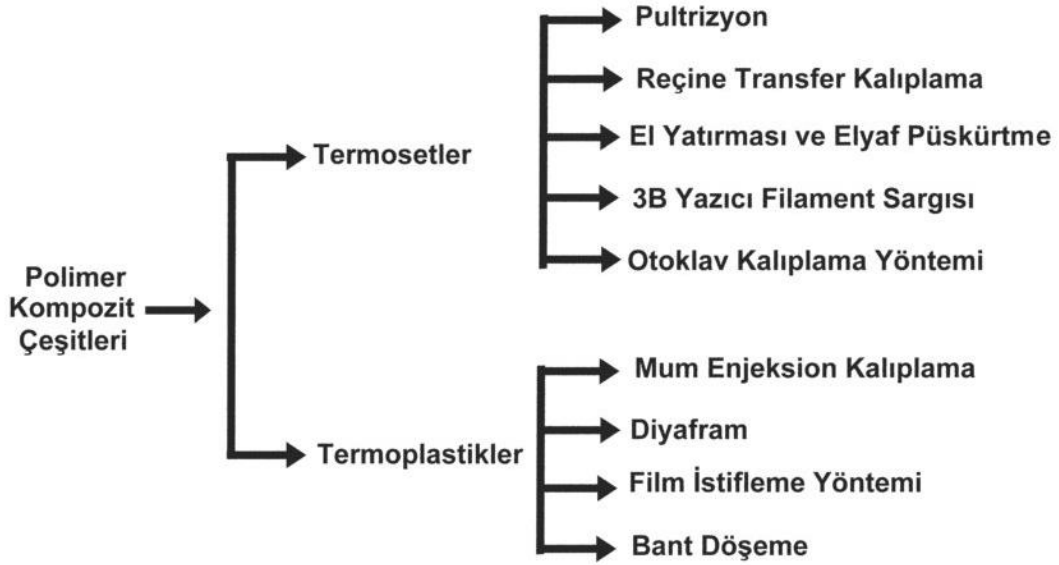 Polimer
Kompozit
Çeşitleri
Termosetler
Pultrizyon
Reçine Transfer Kalıplama
El Yatırması ve Elyaf Püskürtme
3B Yazıcı Filament Sargısı
Otoklav Kalıplama Yöntemi
Termoplastikler
Mum Enjeksion Kalıplama
Diyafram
Film İstifleme Yöntemi
Bant Döşeme